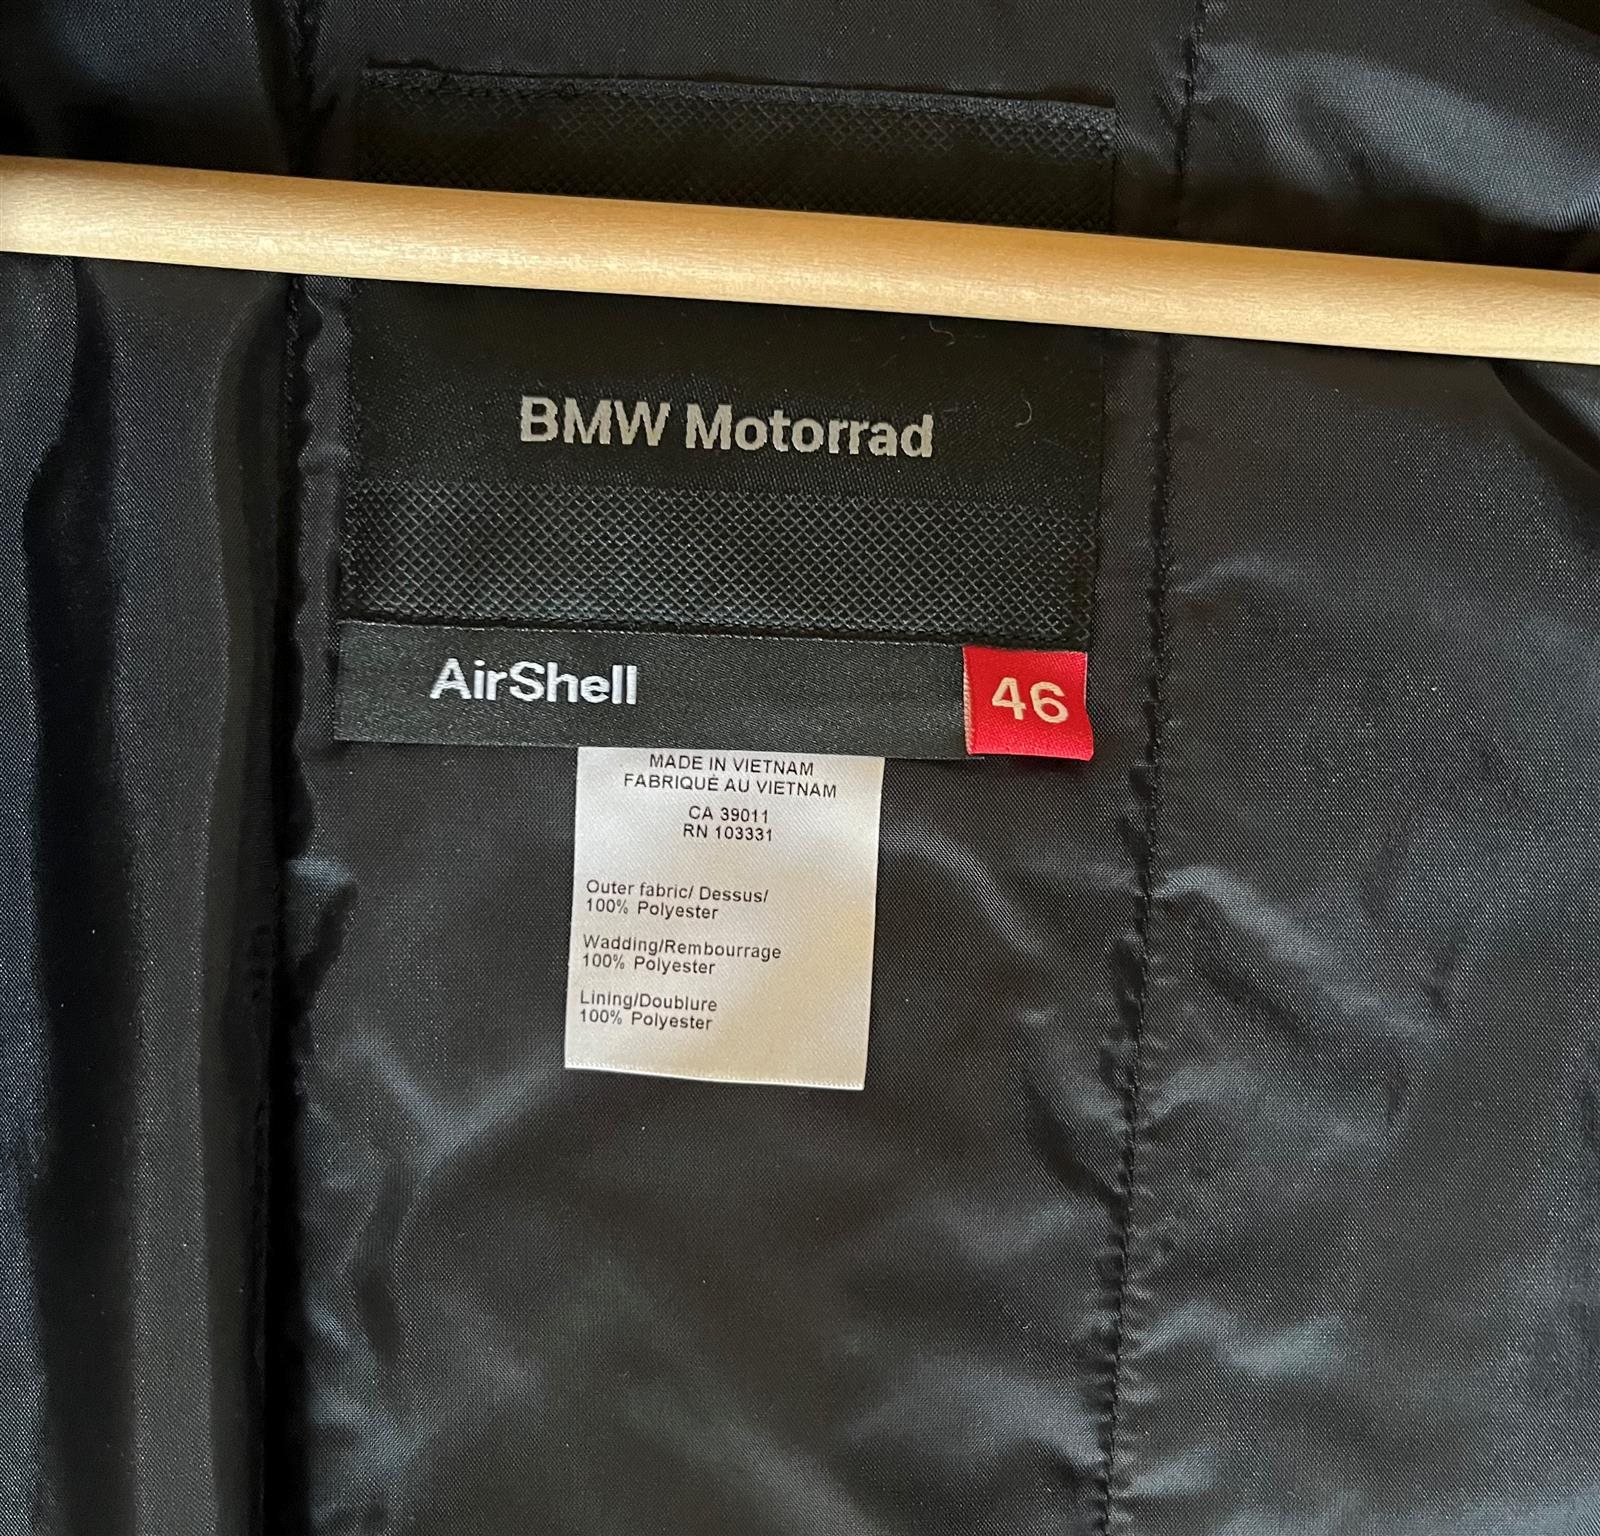 BMW Motorrad
AirShell
46
MADE IN VIETNAM
FABRIQUÉ AU VIETNAM
CA 39011
RN 103331
Outer fabric/ Dessus/
100% Polyester
Wadding/Rembourrage
100% Polyester
Lining/Doublure
100% Polyester